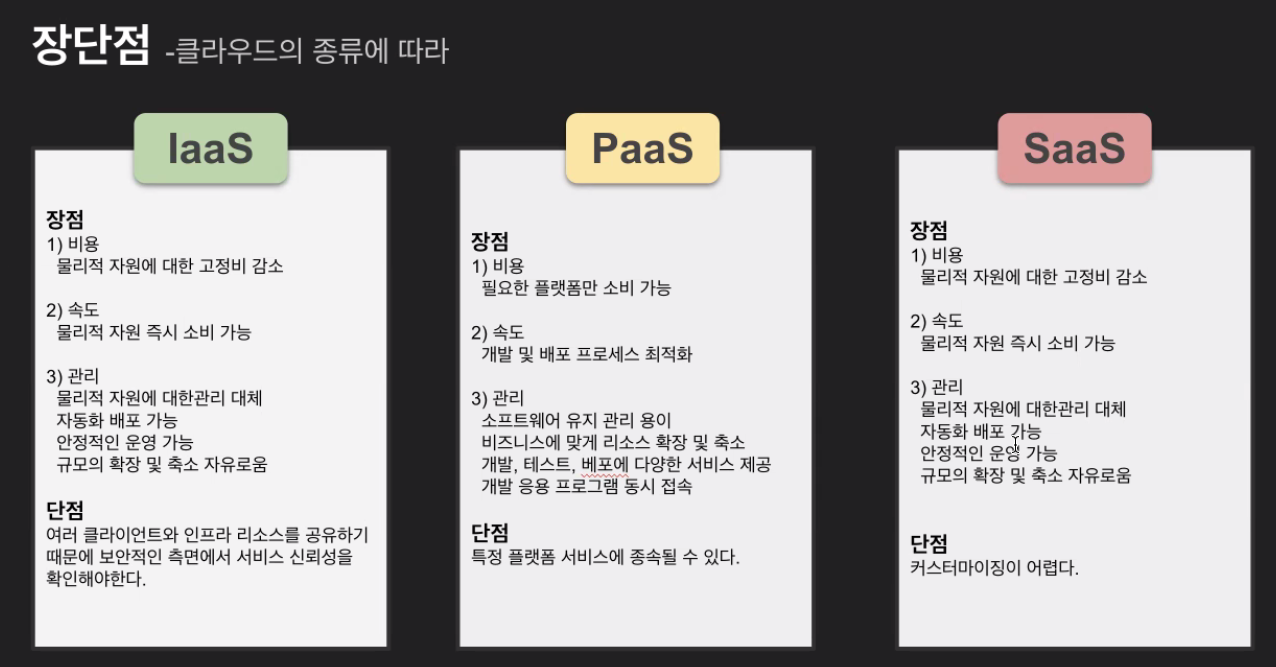 장단점 -클라우드의 종류에 따라
IaaS
장점
1) 비용
물리적 자원에 대한 고정비 감소
2) 속도
물리적 자원 즉시 소비 가능
3) 관리
물리적 자원에 대한관리 대체
자동화 배포 가능
안정적인 운영 가능
규모의 확장 및 축소 자유로움
단점
여러 클라이언트와 인프라 리소스를 공유하기
때문에 보안적인 측면에서 서비스 신뢰성을
확인해야한다.
PaaS
장점
1) 비용
필요한 플랫폼만 소비 가능
2) 속도
개발 및 배포 프로세스 최적화
3) 관리
소프트웨어 유지 관리 용이
비즈니스에 맞게 리소스 확장 및 축소
개발, 테스트, 베포에 다양한 서비스 제공
개발 응용 프로그램 동시 접속
단점
특정 플랫폼 서비스에 종속될 수 있다.
SaaS
장점
1) 비용
물리적 자원에 대한 고정비 감소
2) 속도
물리적 자원 즉시 소비 가능
3) 관리
물리적 자원에 대한관리 대체
자동화 배포 가능
안정적인 운영 가능
규모의 확장 및 축소 자유로움
단점
커스터마이징이 어렵다.